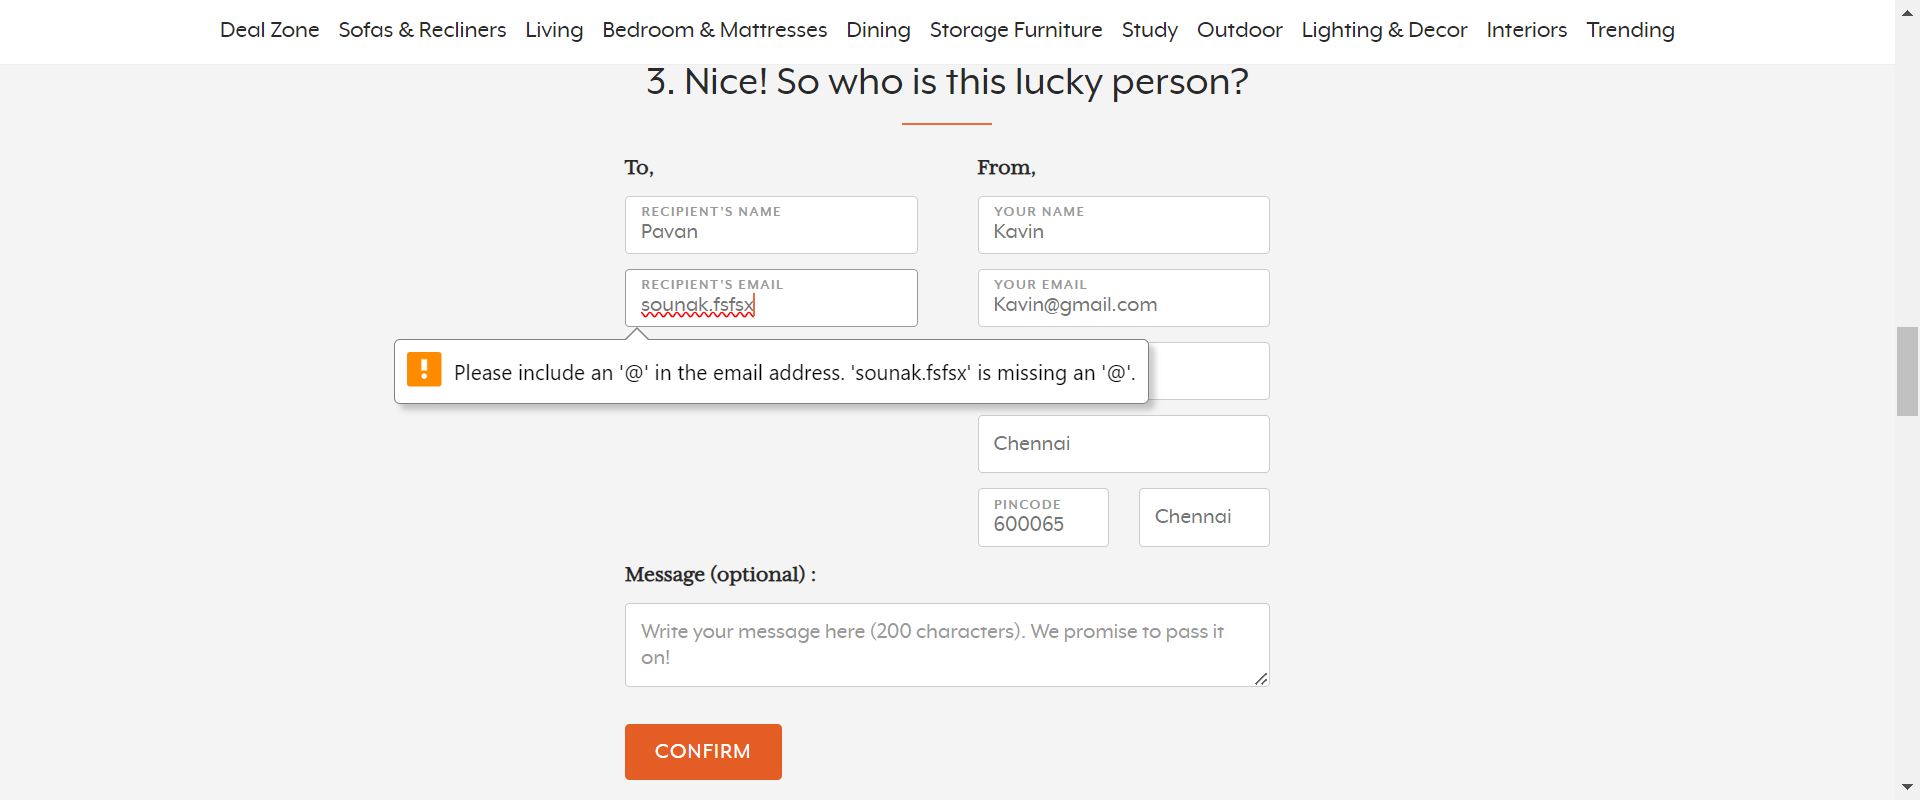 Deal Zone Sofas & Recliners Living Bedroom & Mattresses Dining Storage Furniture Study Outdoor Lighting & Decor Interiors Trending
3. Nice! So who is this lucky person?
To,
RECIPIENT'S NAME
Pavan
RECIPIENT'S EMAIL
sounak.fsfsx
Please include an '@' in the email address. 'sounak.fsfsx' is missing an '@'.
From,
YOUR NAME
Kavin
YOUR EMAIL
Kavin@gmail.com
Chennai
PINCODE
600065
Chennai
Message (optional) :
Write your message here (200 characters). We promise to pass it
on!
CONFIRM